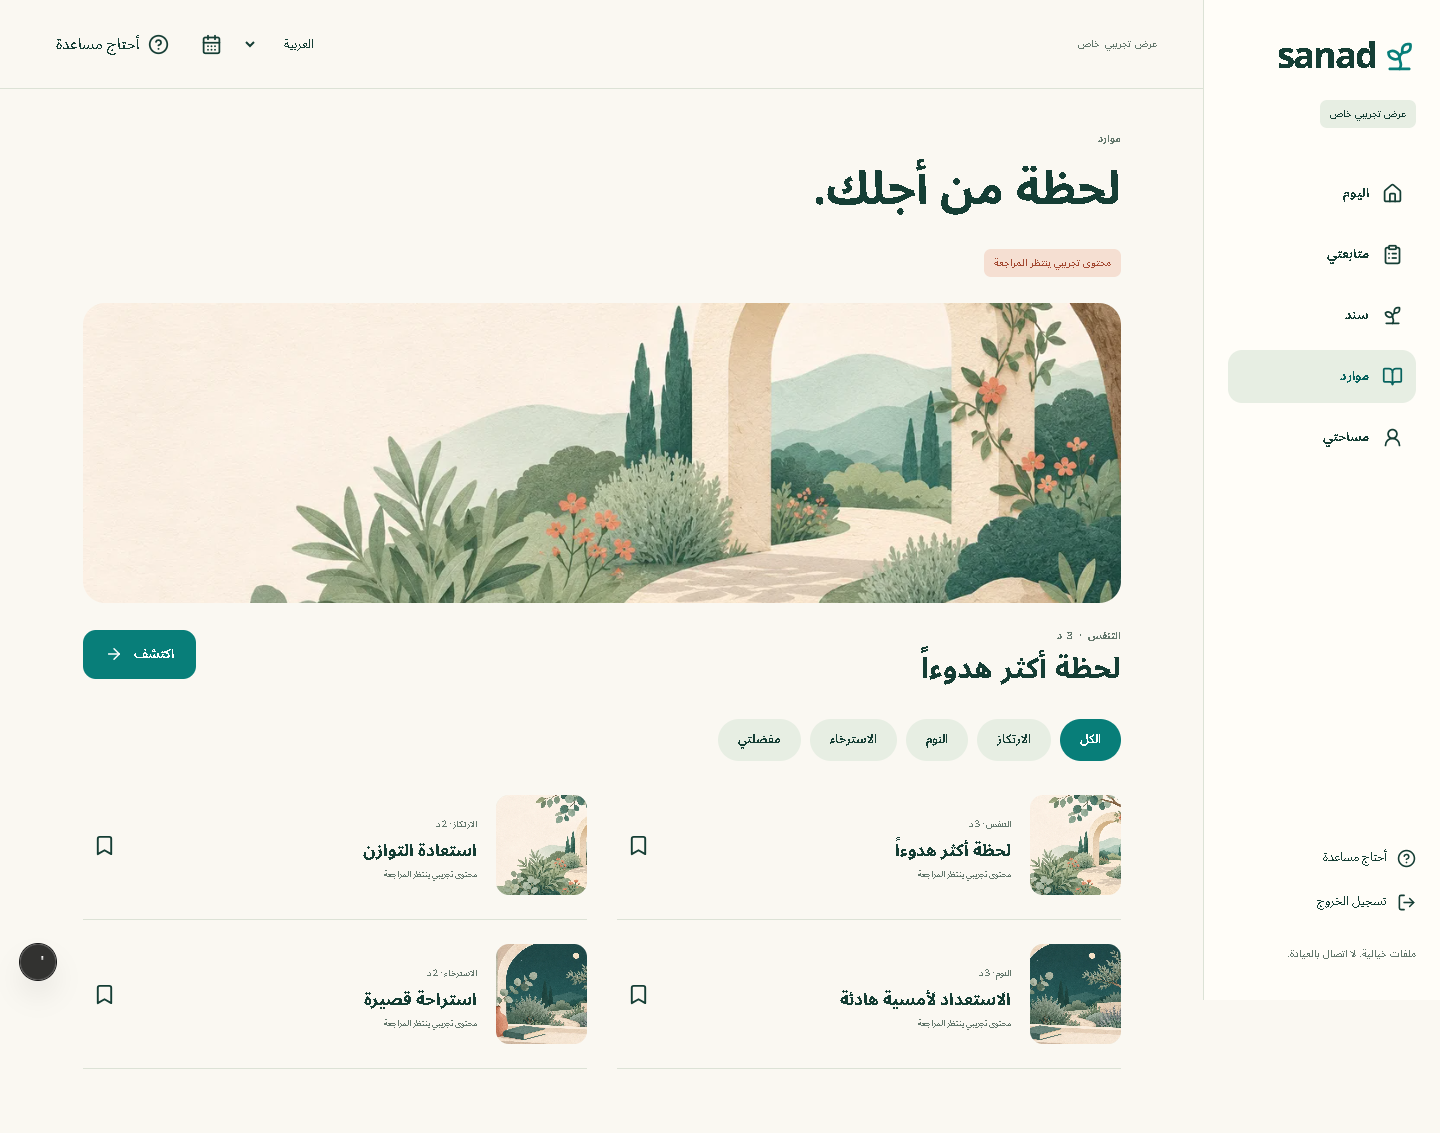 sanad
عرض تجريبي خاص
اليوم
متابعتي
سند
موارد
مساحتي
أحتاج مساعدة
تسجيل الخروج
ملفات خيالية. لا اتصال بالعيادة.
عرض تجريبي خاص
العربية
أحتاج مساعدة
موارد
لحظة من أجلك.
محتوى تجريبي ينتظر المراجعة
التنفس · 3 د
لحظة أكثر هدوءاً
اكتشف
الكل
الارتكاز
النوم
الاسترخاء
مفضلتي
التنفس · 3 د
لحظة أكثر هدوءاً
محتوى تجريبي ينتظر المراجعة
الارتكاز · 2 د
استعادة التوازن
محتوى تجريبي ينتظر المراجعة
النوم · 3 د
الاستعداد لأمسية هادئة
محتوى تجريبي ينتظر المراجعة
الاسترخاء · 2 د
استراحة قصيرة
محتوى تجريبي ينتظر المراجعة